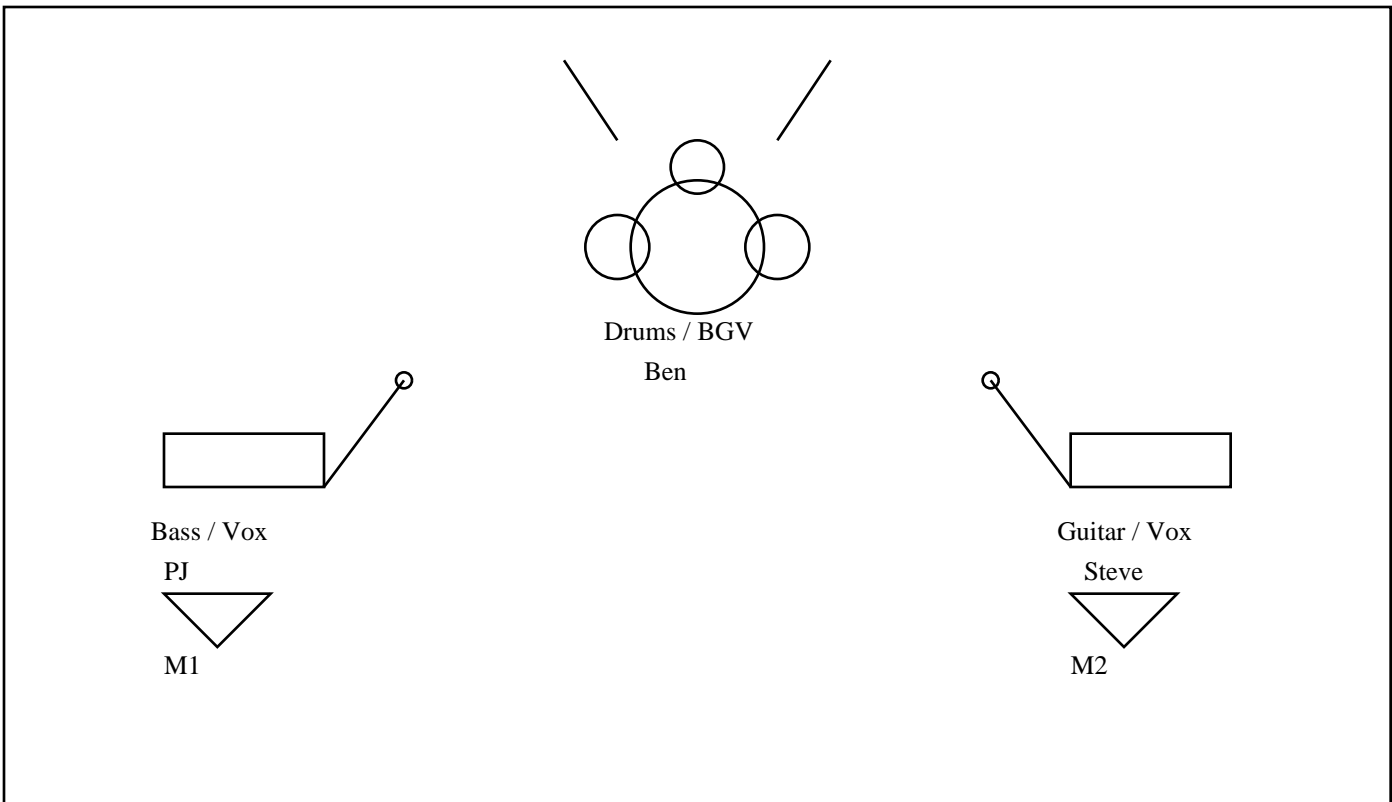 Drums / BGV
Ben
Bass / Vox
PJ
M1
Guitar / Vox
Steve
M2